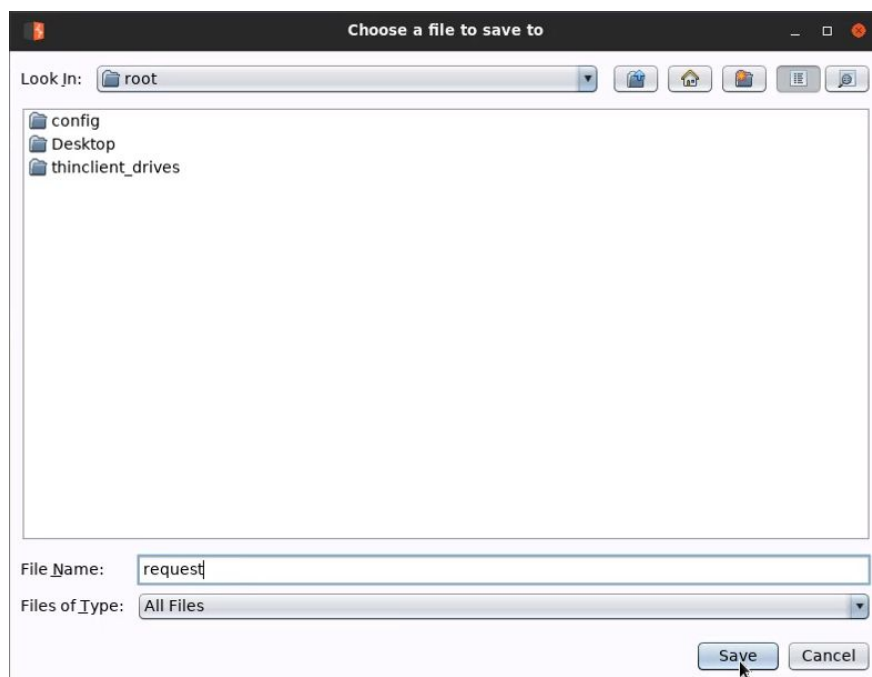 Choose a file to save to
Look In: root
config
Desktop
thinclient_drives
File Name: request
Files of Type: All Files
Save Cancel